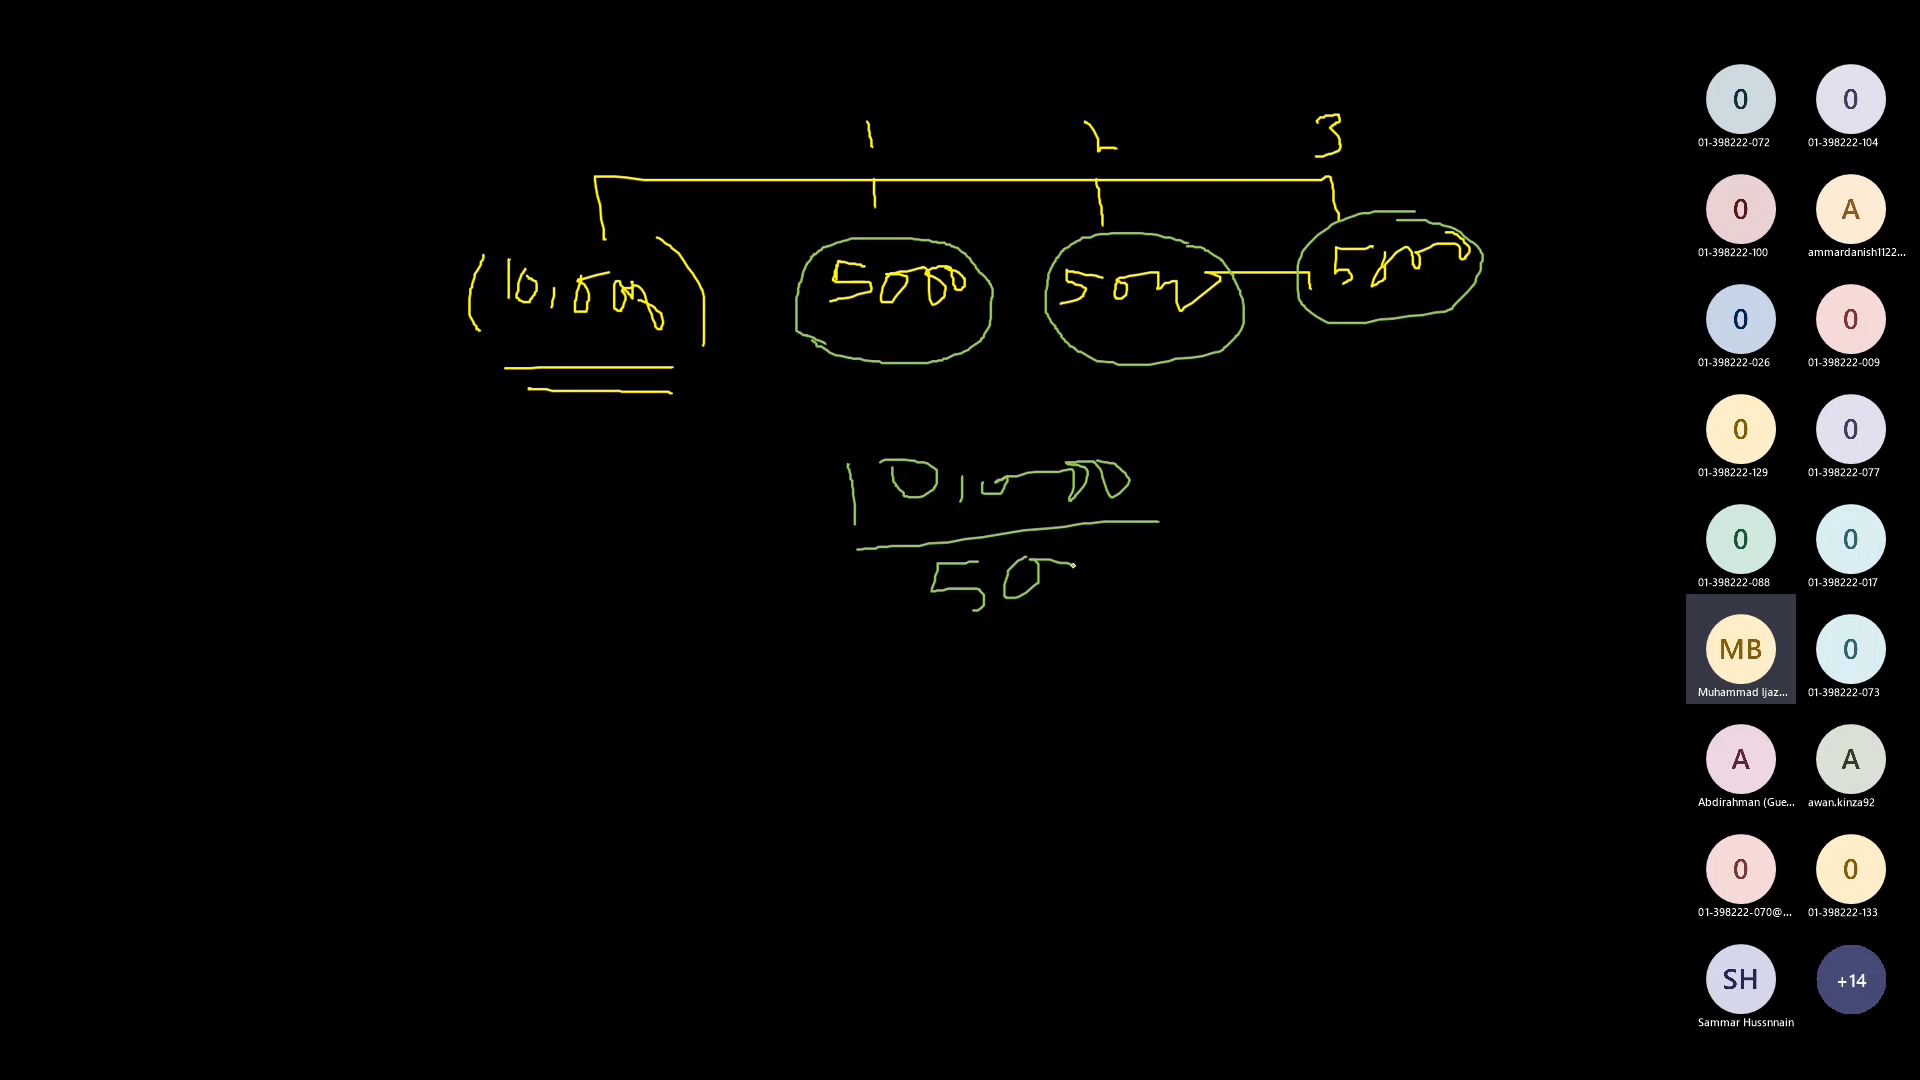 1 2 3
(10,000) 5000 5000 5000
10,000
50
0 0
01-398222-072 01-398222-104
0 A
01-398222-100 ammardanish1122...
0 0
01-398222-026 01-398222-009
0 0
01-398222-129 01-398222-077
0 0
01-398222-088 01-398222-017
MB 0
Muhammad Ijaz... 01-398222-073
A A
Abdirahman (Gue... awan.kinza92
0 0
01-398222-070@... 01-398222-133
SH +14
Sammar Hussnnain